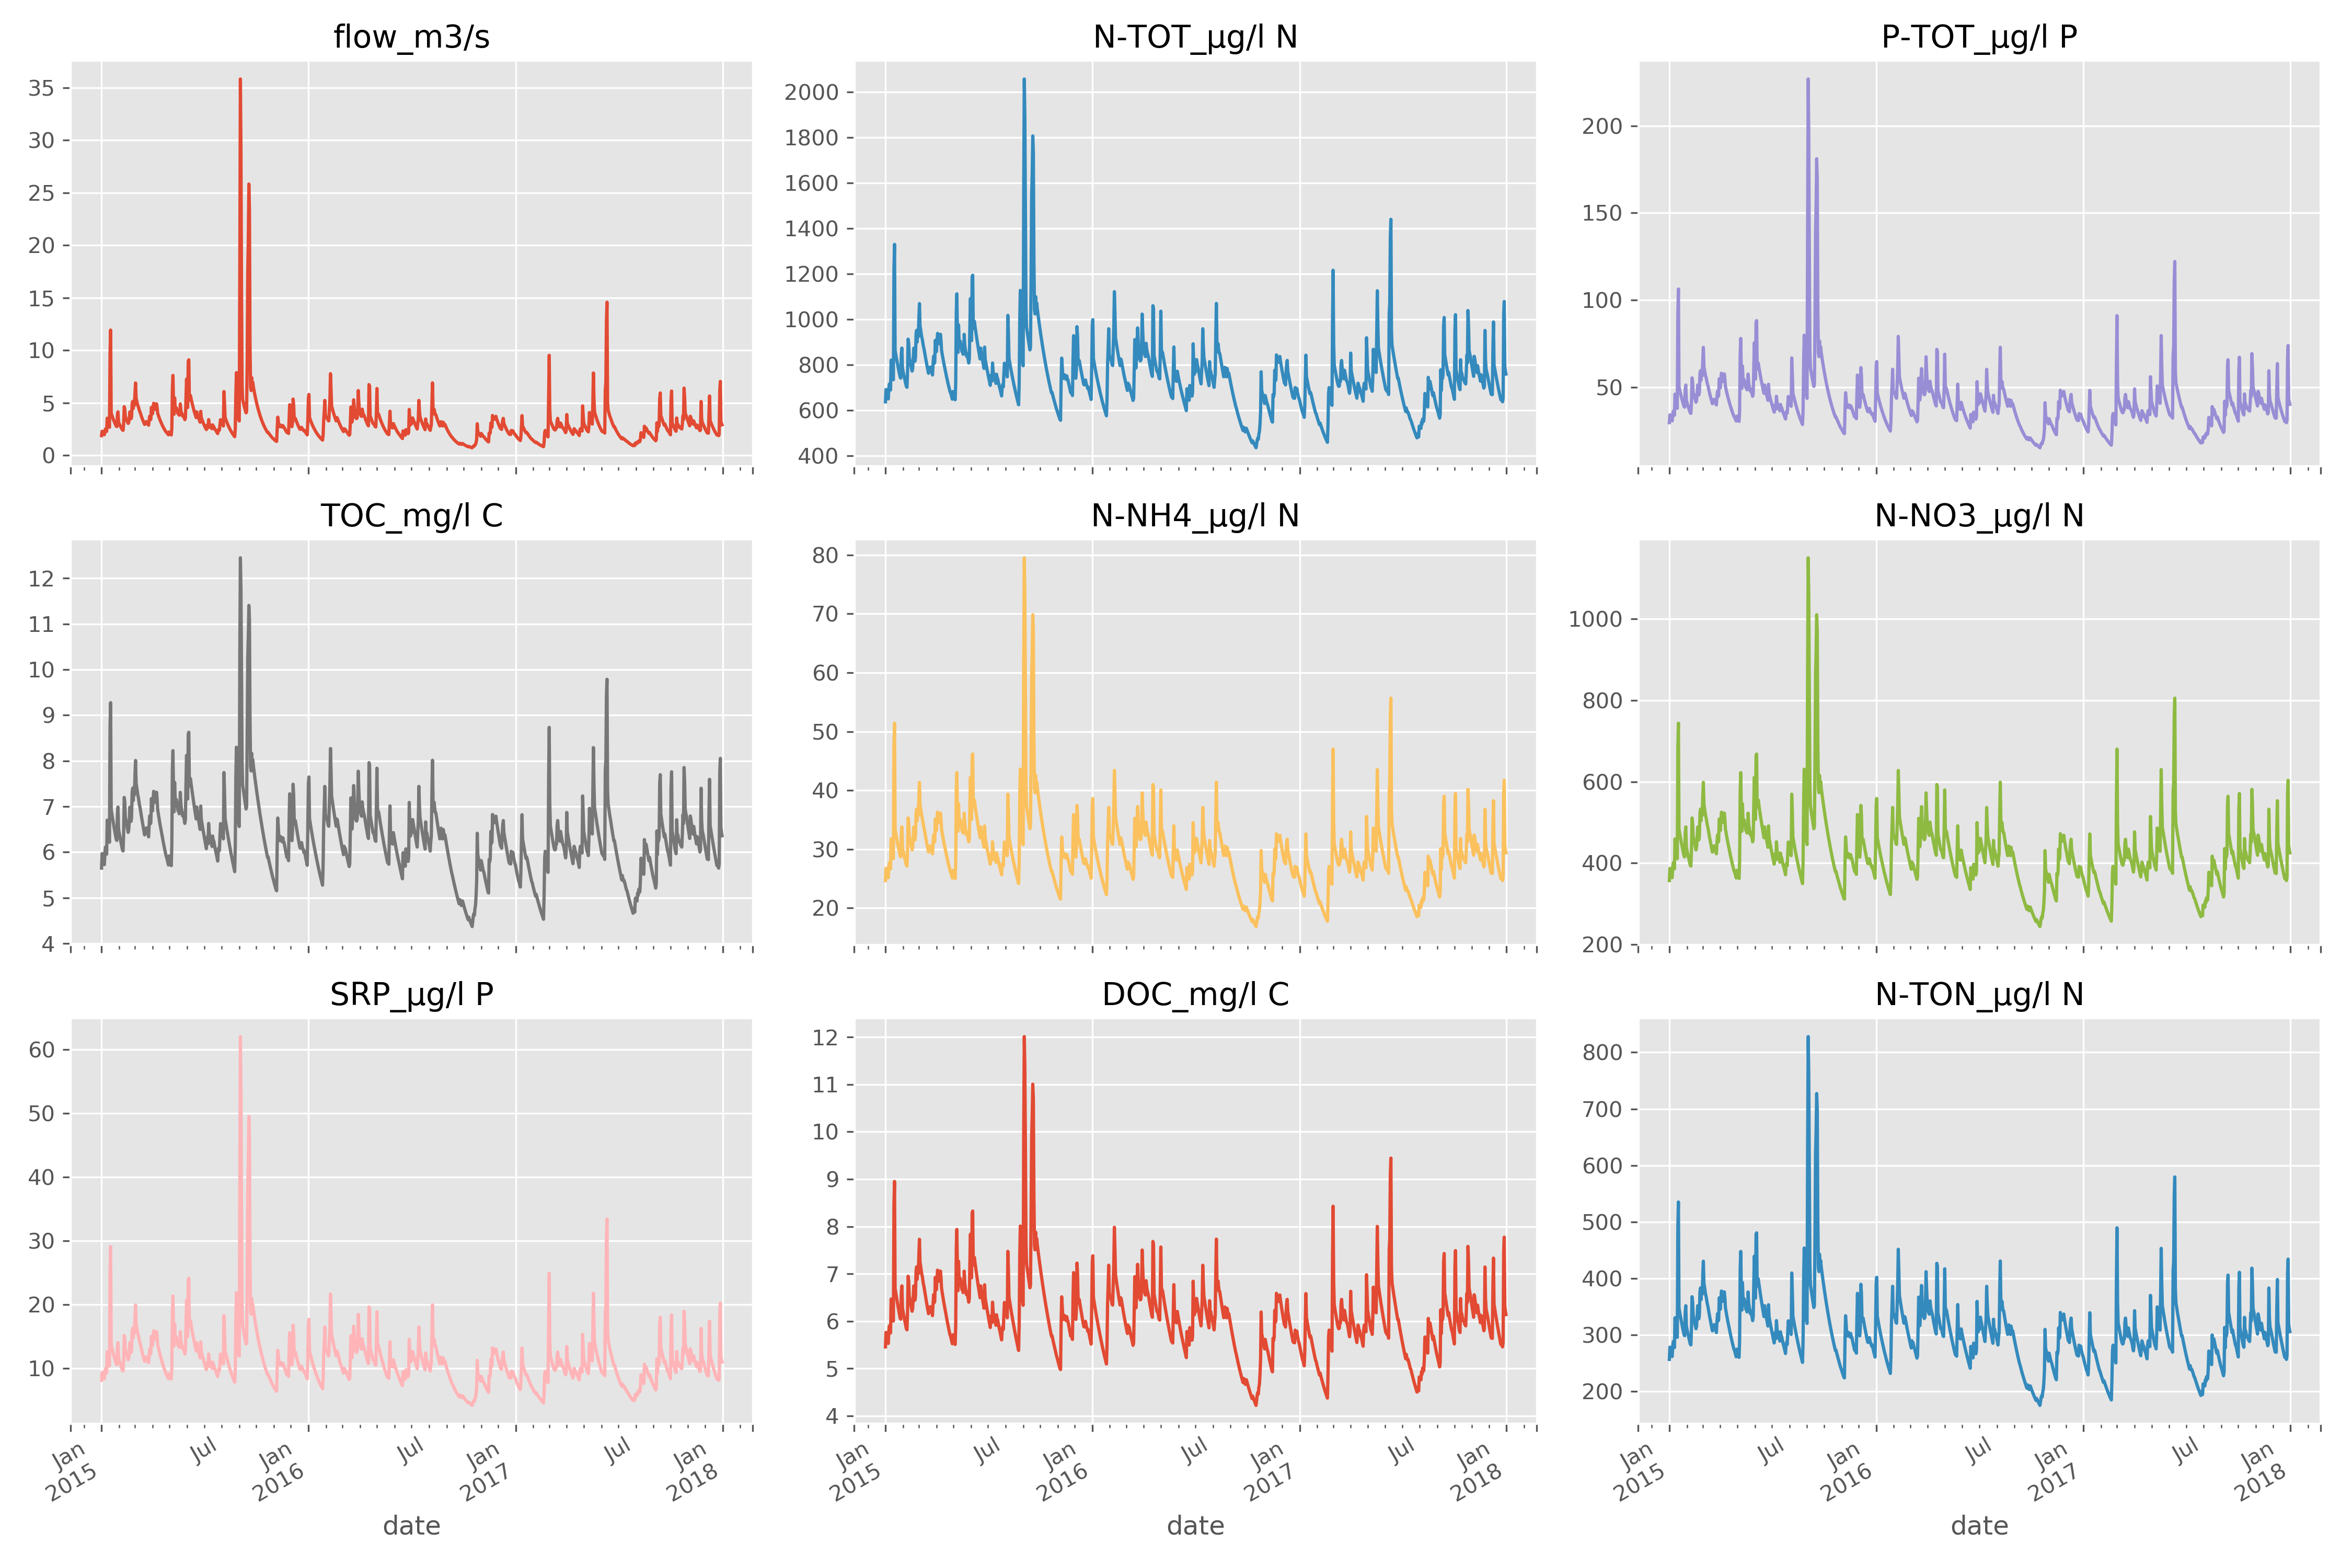 flow_m3/s
35
30
25
20
15
10
5
0
N-TOT_µg/l N
2000
1800
1600
1400
1200
1000
800
600
400
P-TOT_µg/l P
200
150
100
50
TOC_mg/l C
12
11
10
9
8
7
6
5
4
N-NH4_µg/l N
80
70
60
50
40
30
20
N-NO3_µg/l N
1000
800
600
400
200
SRP_µg/l P
60
50
40
30
20
10
Jan
2015
Jul
Jan
2016
Jul
Jan
2017
Jul
Jan
2018
date
DOC_mg/l C
12
11
10
9
8
7
6
5
4
Jan
2015
Jul
Jan
2016
Jul
Jan
2017
Jul
Jan
2018
date
N-TON_µg/l N
800
700
600
500
400
300
200
Jan
2015
Jul
Jan
2016
Jul
Jan
2017
Jul
Jan
2018
date